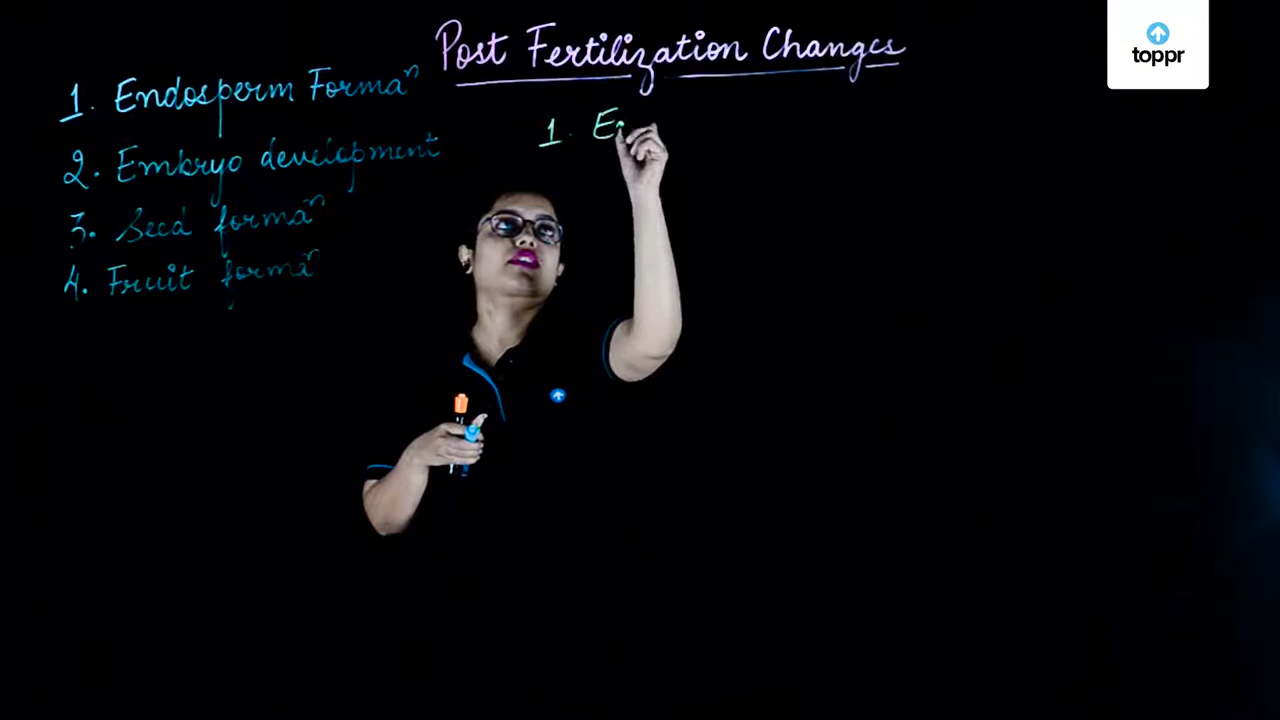 Post Fertilization Changes
toppr
1. Endosperm Formaⁿ
2. Embryo development
3. Seed formaⁿ
4. Fruit formaⁿ
1. E